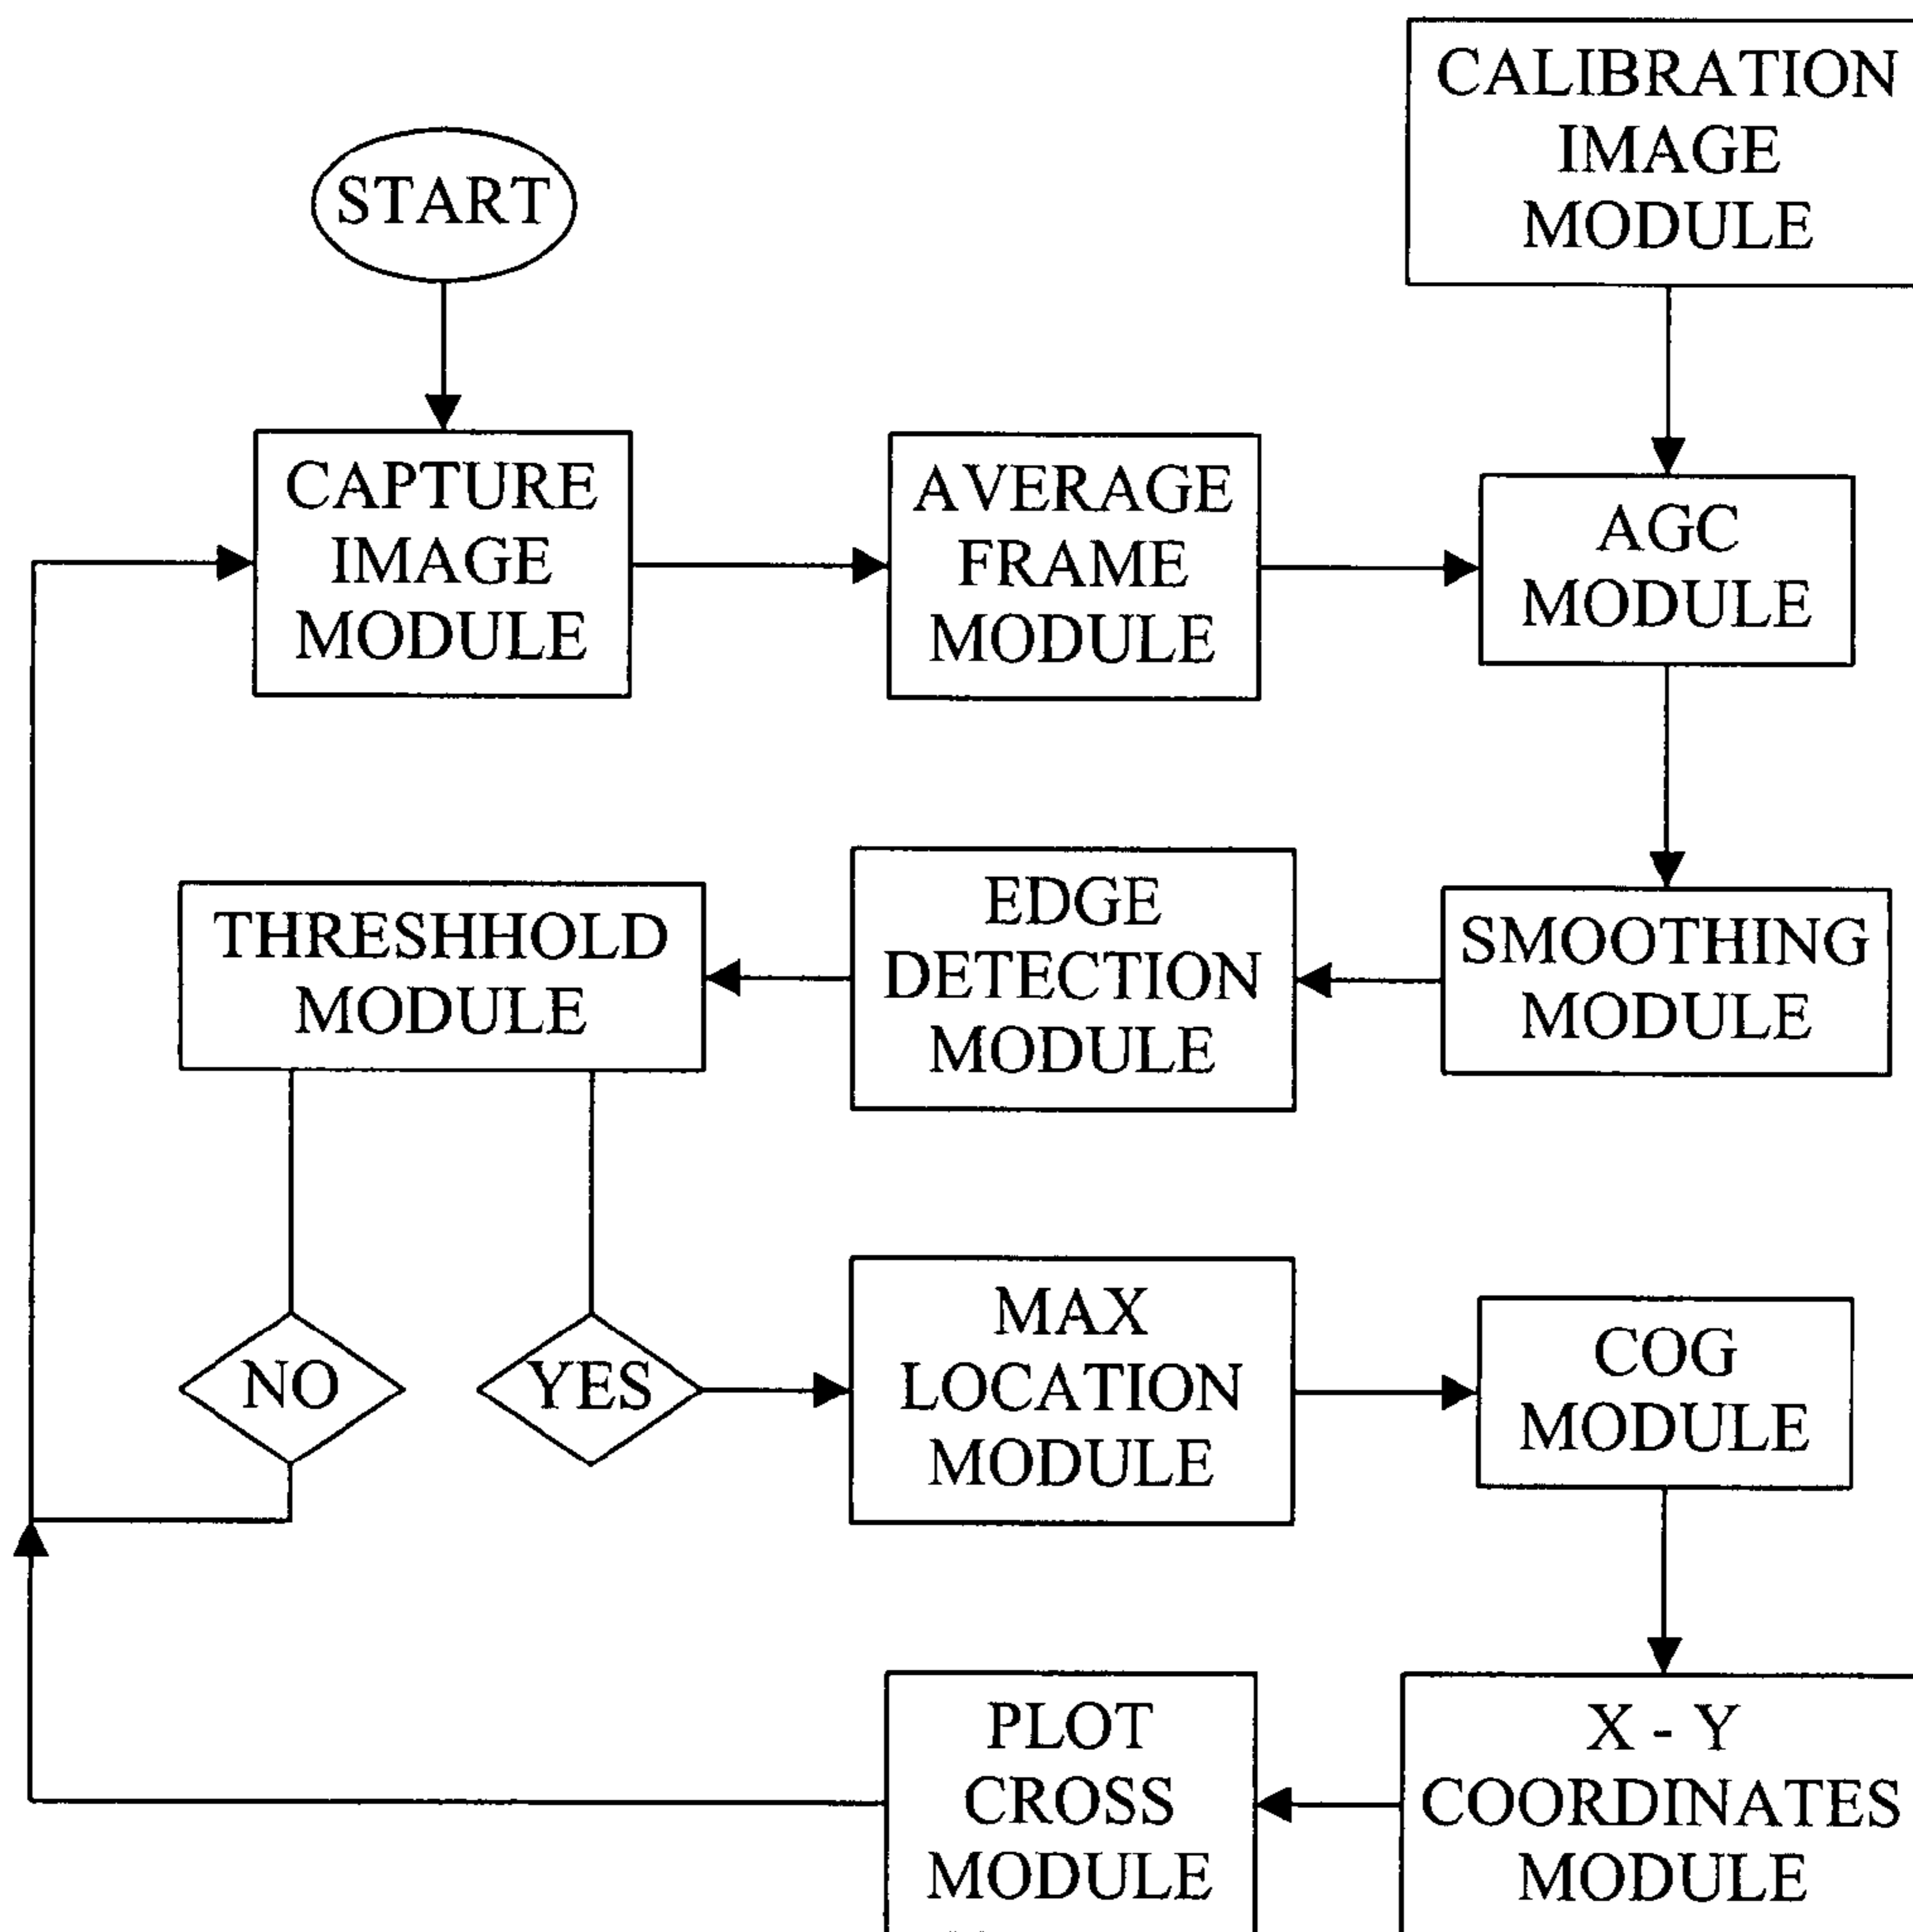 CALIBRATION
IMAGE
MODULE
START
CAPTURE
IMAGE
MODULE
AVERAGE
FRAME
MODULE
AGC
MODULE
THRESHHOLD
MODULE
EDGE
DETECTION
MODULE
SMOOTHING
MODULE
NO
YES
MAX
LOCATION
MODULE
COG
MODULE
PLOT
CROSS
MODULE
X - Y
COORDINATES
MODULE